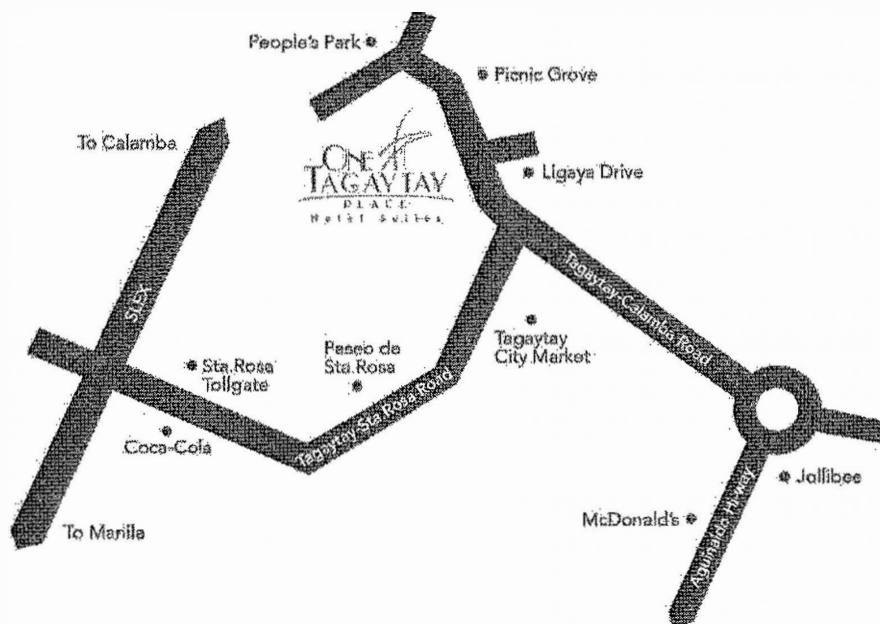 People's Park
Picnic Grove
To Calamba
ONE
TAGAYTAY
PLACE
Hotel Suites
Ligaya Drive
SLEX
Tagaytay-Calamba Road
Sta.Rosa
Tollgate
Paseo de
Sta.Rosa
Tagaytay
City Market
Tagaytay-Sta.Rosa Road
Coca-Cola
Jollibee
McDonald's
Aguinaldo Hi-way
To Manila